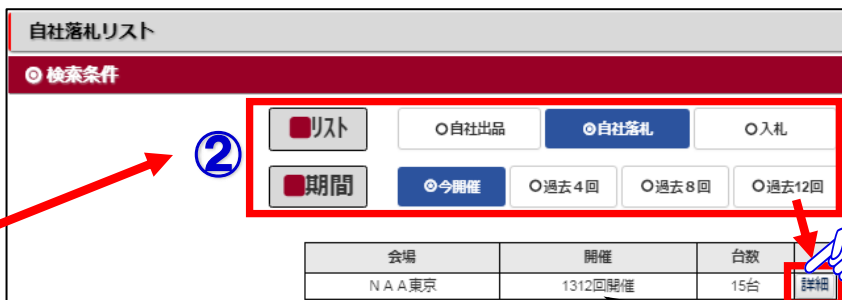 自社落札リスト
◎ 検索条件
②
■リスト ○自社出品 ◎自社落札 ○入札
■期間 ◎今開催 ○過去4回 ○過去8回 ○過去12回
会場 開催 台数
NAA東京 1312回開催 15台 詳細